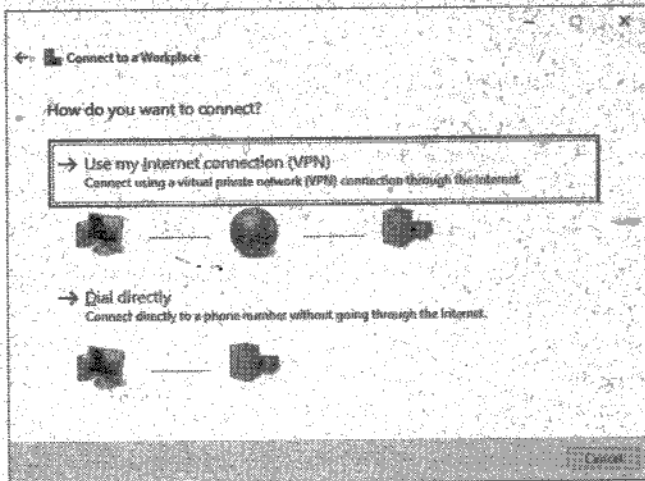 Connect to a Workplace
How do you want to connect?
Use my Internet connection (VPN)
Connect using a virtual private network (VPN) connection through the Internet.
Dial directly
Connect directly to a phone number without going through the Internet.
Cancel